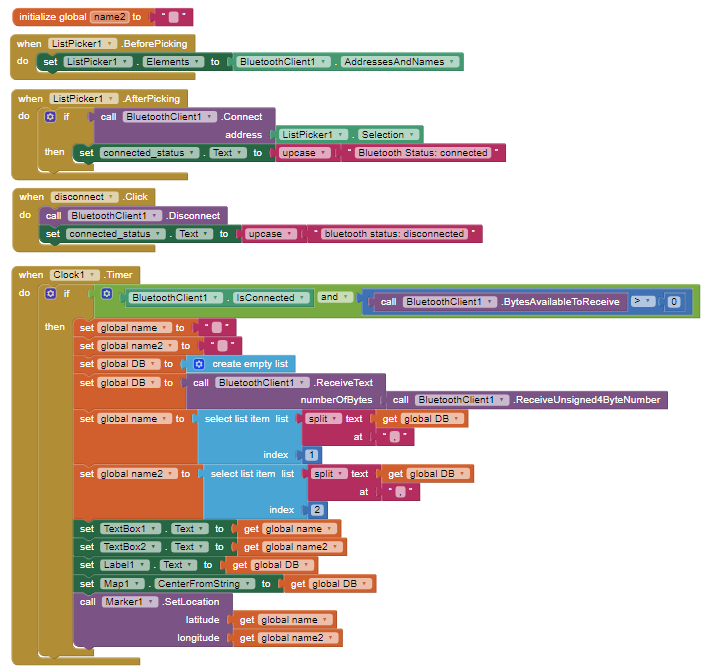 initialize global name2 to " "
when ListPicker1 .BeforePicking
do set ListPicker1 . Elements to BluetoothClient1 . AddressesAndNames
when ListPicker1 .AfterPicking
do if call BluetoothClient1 .Connect
address ListPicker1 . Selection
then set connected_status . Text to upcase " Bluetooth Status: connected "
when disconnect .Click
do call BluetoothClient1 .Disconnect
set connected_status . Text to upcase " bluetooth status: disconnected "
when Clock1 .Timer
do if BluetoothClient1 . IsConnected and call BluetoothClient1 .BytesAvailableToReceive > 0
then set global name to " "
set global name2 to " "
set global DB to create empty list
set global DB to call BluetoothClient1 .ReceiveText
numberOfBytes call BluetoothClient1 .ReceiveUnsigned4ByteNumber
set global name to select list item list split text get global DB
at " , "
index 1
set global name2 to select list item list split text get global DB
at " , "
index 2
set TextBox1 . Text to get global name
set TextBox2 . Text to get global name2
set Label1 . Text to get global DB
set Map1 . CenterFromString to get global DB
call Marker1 .SetLocation
latitude get global name
longitude get global name2